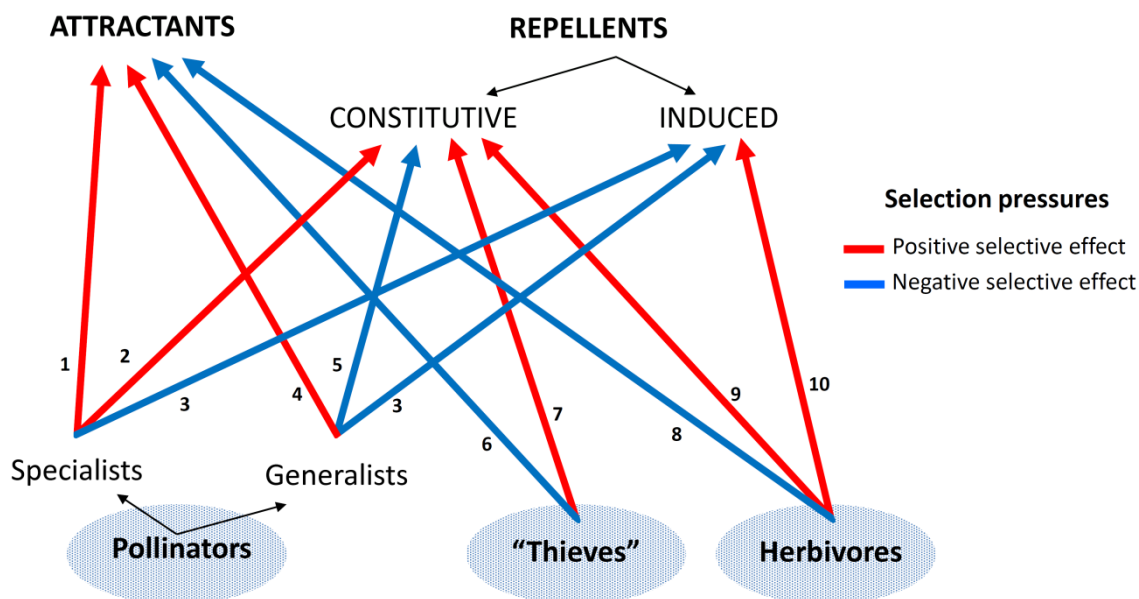 ATTRACTANTS
REPELLENTS
CONSTITUTIVE
INDUCED
Selection pressures
Positive selective effect
Negative selective effect
1
2
3
4
5
3
6
7
8
9
10
Specialists
Generalists
Pollinators
“Thieves”
Herbivores